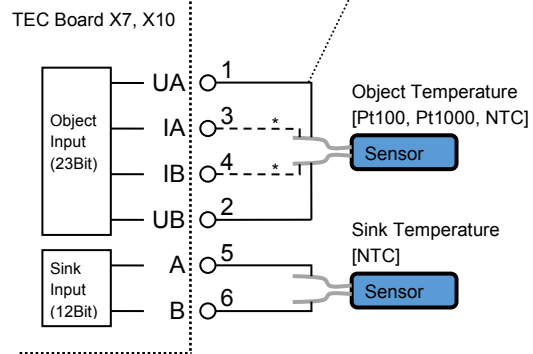 TEC Board X7, X10
Object
Input
(23Bit)
UA 1
IA 3 *
IB 4 *
UB 2
Object Temperature
[Pt100, Pt1000, NTC]
Sensor
Sink
Input
(12Bit)
A 5
B 6
Sink Temperature
[NTC]
Sensor